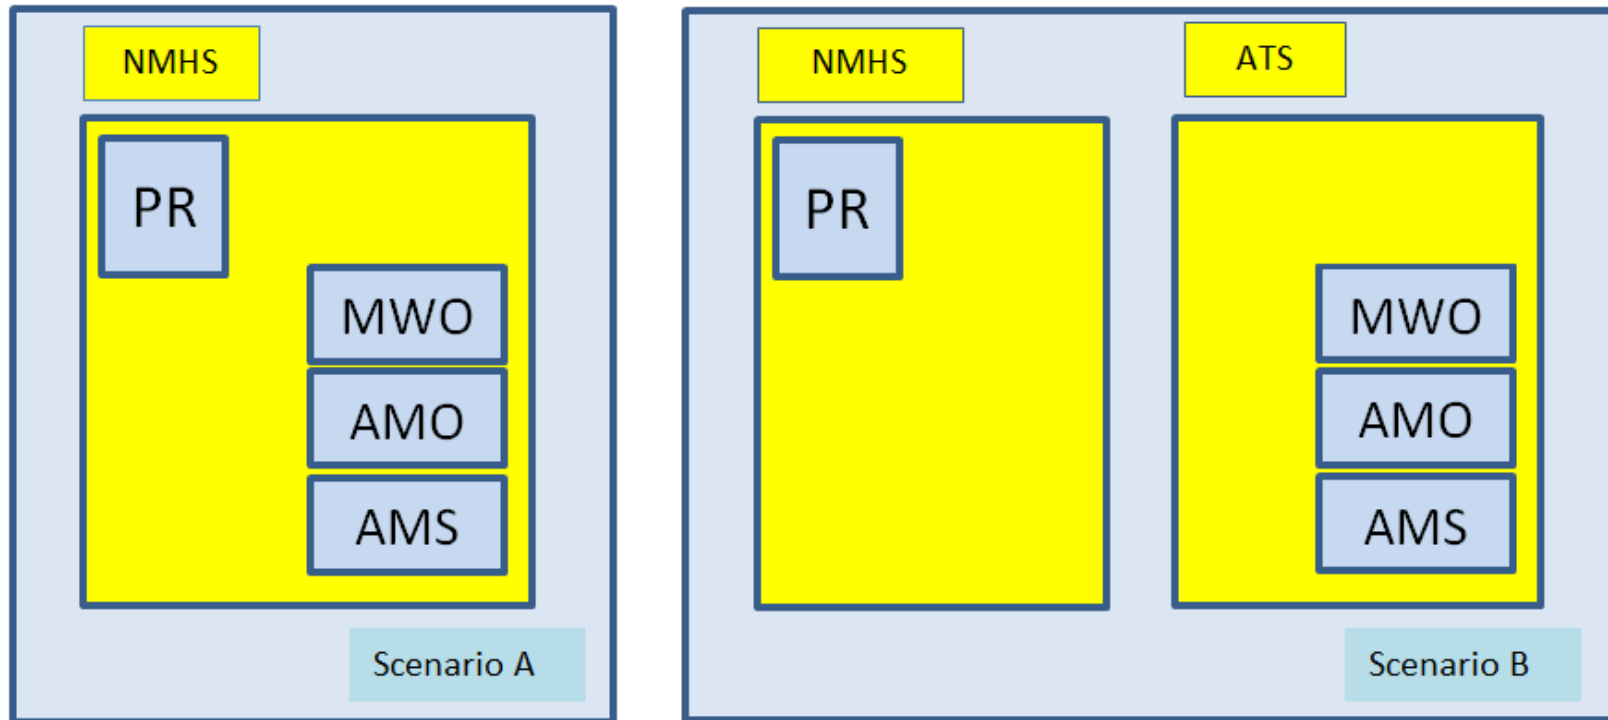 NMHS
PR
MWO
AMO
AMS
Scenario A
NMHS
ATS
PR
MWO
AMO
AMS
Scenario B